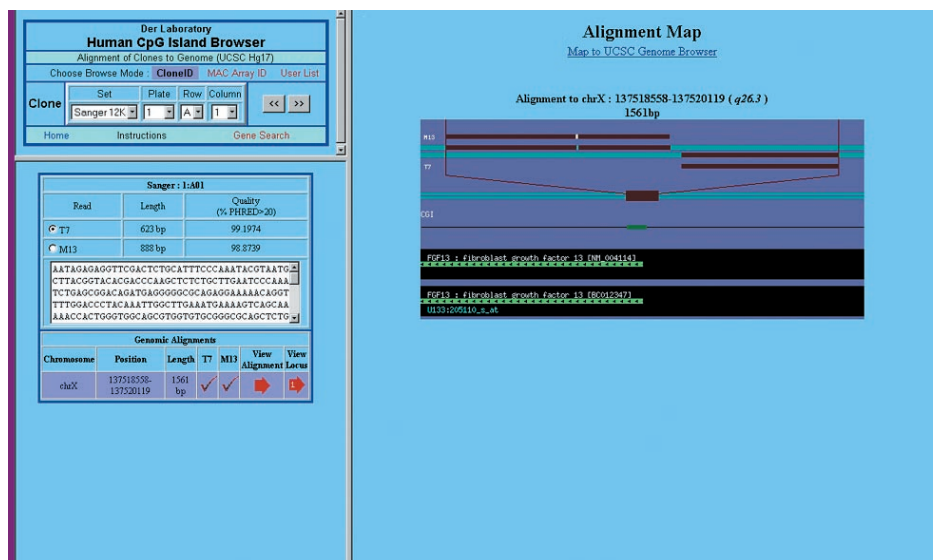 Der Laboratory
Human CpG Island Browser
Alignment of Clones to Genome (UCSC Hg17)
Choose Browse Mode : CloneID MAC Array ID User List
Clone
Set Plate Row Column
Sanger 12K 1 A 1 << >>
Home Instructions Gene Search
Sanger : 1:A01
Read Length Quality (% PHRED>20)
T7 623 bp 99.1974
M13 888 bp 98.8739
AATAGAGAGGTTCGACTCTGCATTTCCCAAATACGTAATG
CTTACGGTACACGACCCAAGCTCTCTGCTTGAATCCCAAA
TCTGAGCGGACAGATGAGGGGGCGCAGAGGAAAAACAGGT
TTTGGACCCTACAAATTGGCTTGAAATGAAAAGTCAGCAA
AAACCACTGGGTGGCAGCGTGGTGTGCGGGCGCAGCTCTG
Genomic Alignments
Chromosome Position Length T7 M13 View Alignment View Locus
chrX 137518558-137520119 1561 bp 1
Alignment Map
Map to UCSC Genome Browser
Alignment to chrX : 137518558-137520119 ( q26.3 )
1561bp
M13
T7
CGI
FGF13 : fibroblast growth factor 13 [NM_004114]
FGF13 : fibroblast growth factor 13 [BC012347]
U133:205110_s_at